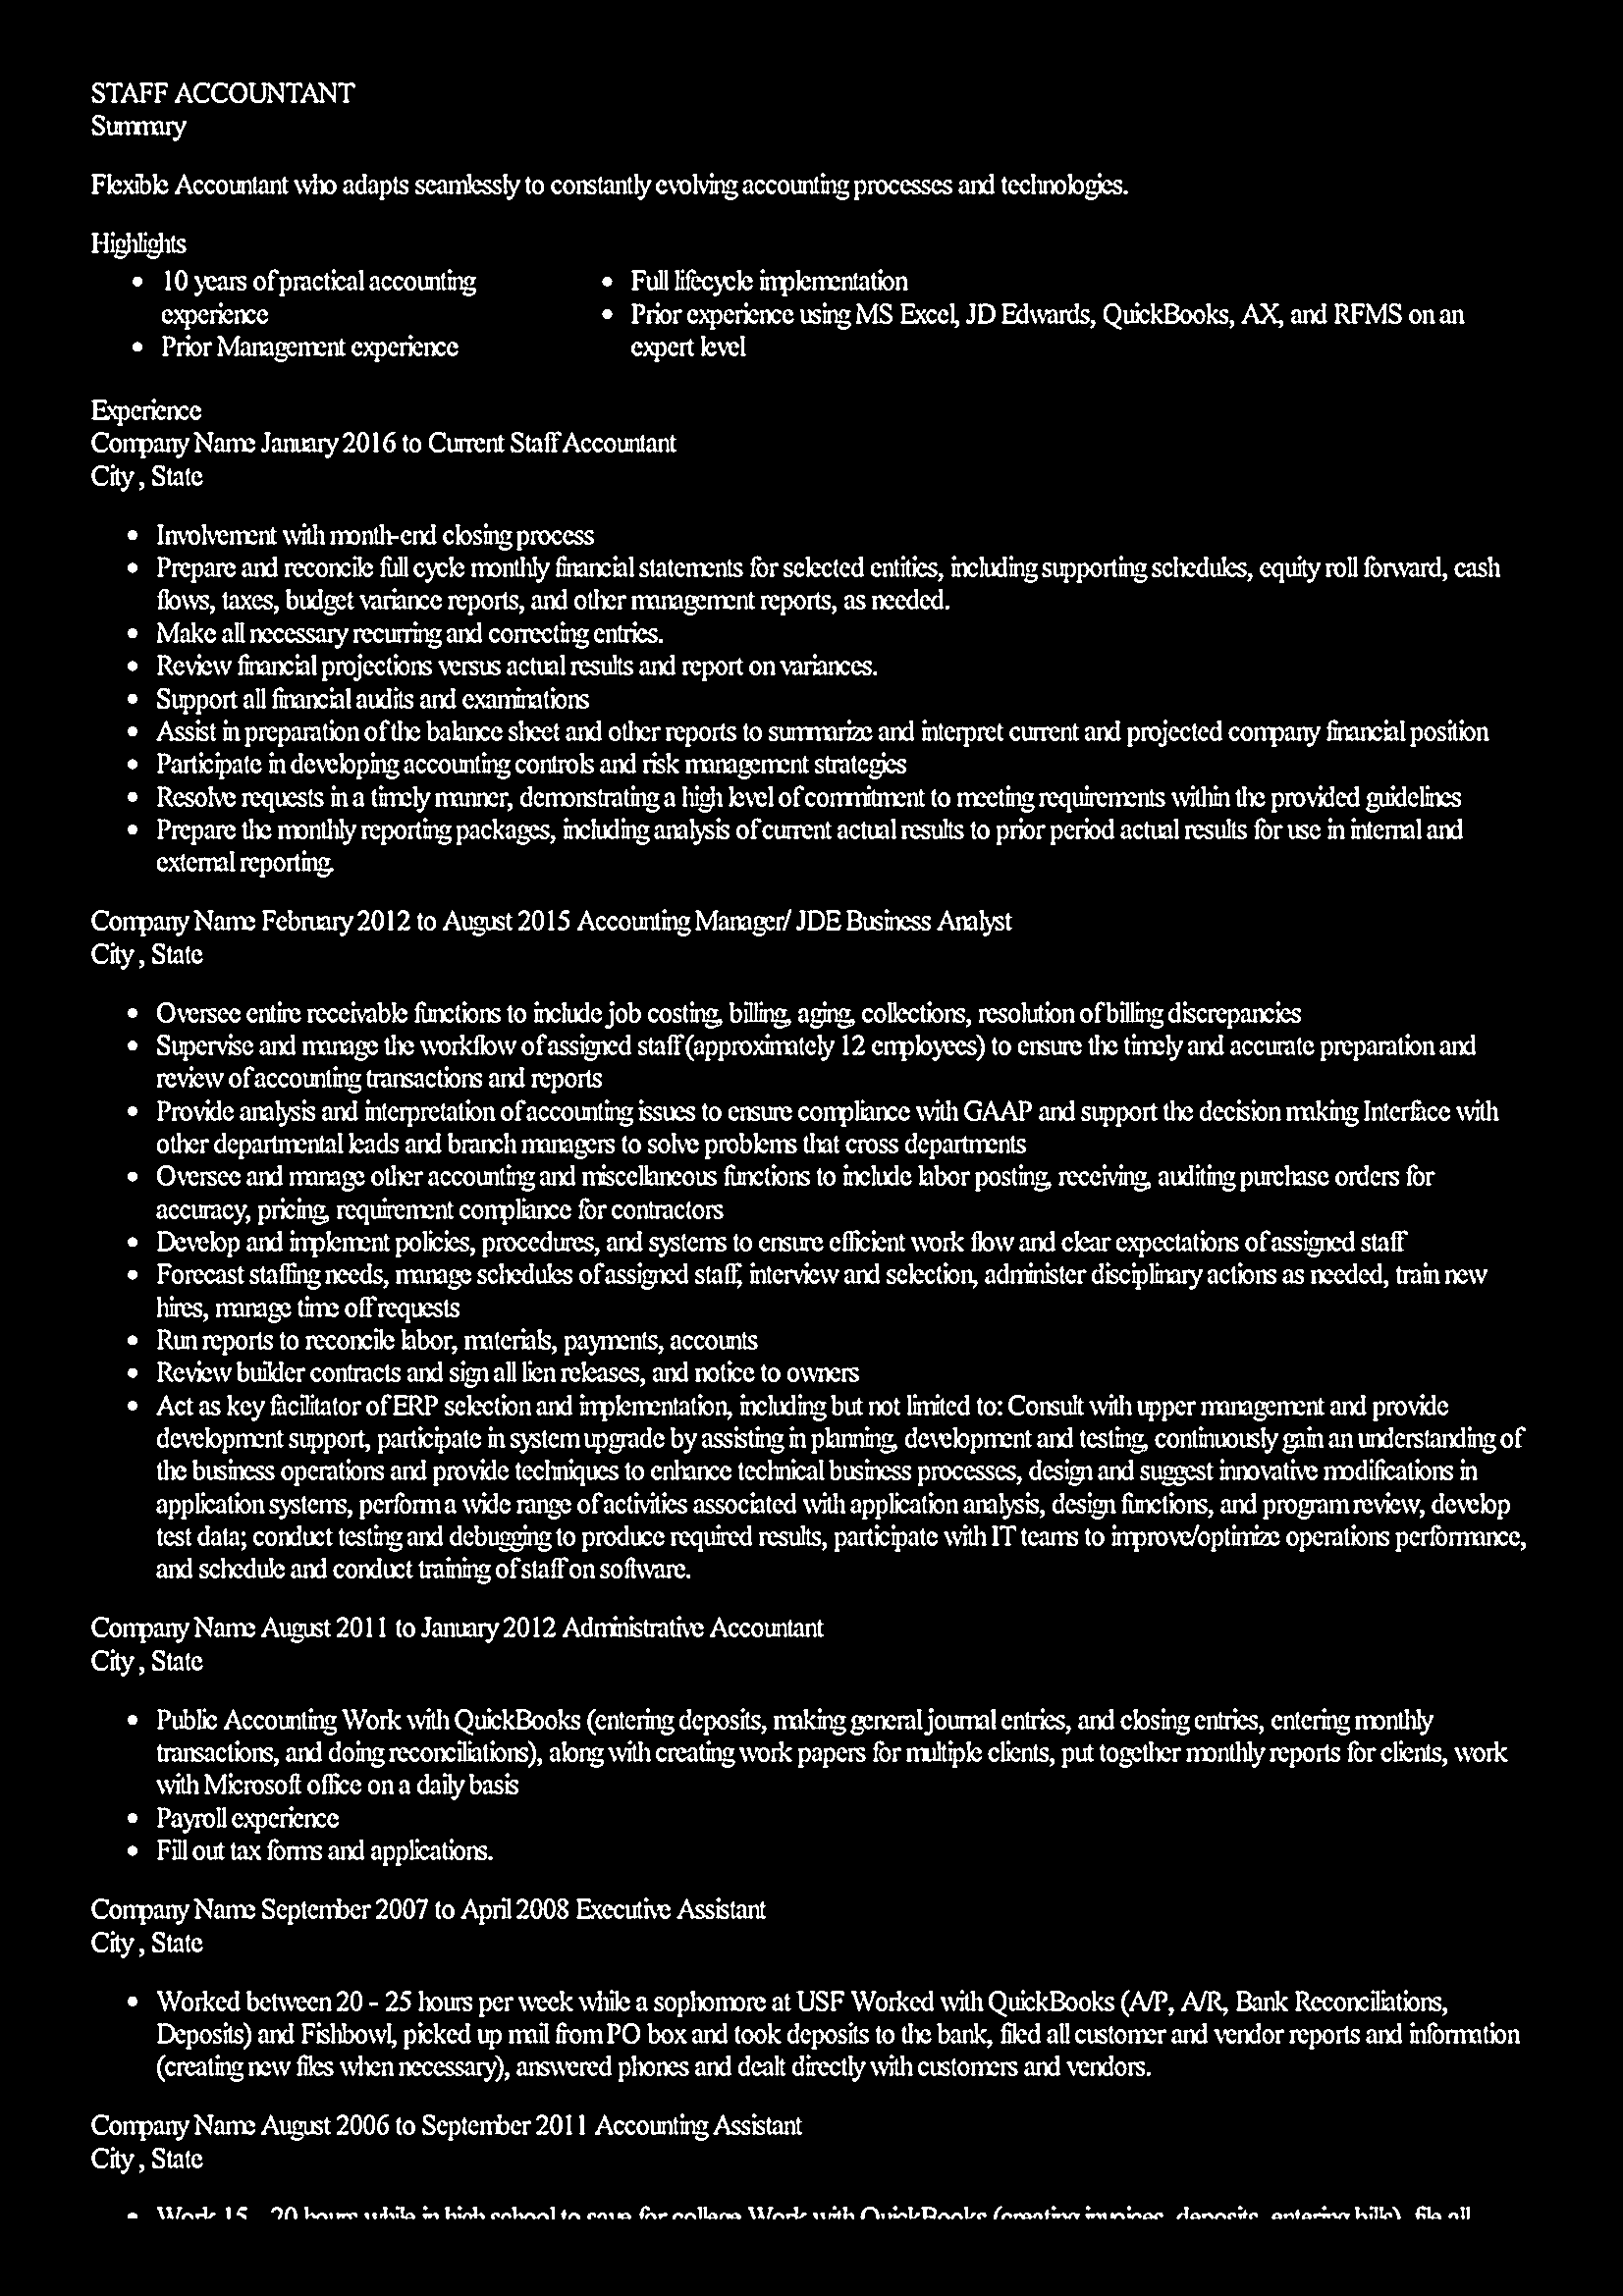 STAFF ACCOUNTANT
Summary
Flexible Accountant who adapts seamlessly to constantly evolving accounting processes and technologies.
Highlights
• 10 years of practical accounting
experience
• Prior Management experience
• Full lifecycle implementation
• Prior experience using MS Excel, JD Edwards, QuickBooks, AX, and RFMS on an
expert level
Experience
Company Name January 2016 to Current Staff Accountant
City , State
• Involvement with month-end closing process
• Prepare and reconcile full cycle monthly financial statements for selected entities, including supporting schedules, equity roll forward, cash
flows, taxes, budget variance reports, and other management reports, as needed.
• Make all necessary recurring and correcting entries.
• Review financial projections versus actual results and report on variances.
• Support all financial audits and examinations
• Assist in preparation of the balance sheet and other reports to summarize and interpret current and projected company financial position
• Participate in developing accounting controls and risk management strategies
• Resolve requests in a timely manner, demonstrating a high level of commitment to meeting requirements within the provided guidelines
• Prepare the monthly reporting packages, including analysis of current actual results to prior period actual results for use in internal and
external reporting.
Company Name February 2012 to August 2015 Accounting Manager/ JDE Business Analyst
City , State
• Oversee entire receivable functions to include job costing, billing, aging, collections, resolution of billing discrepancies
• Supervise and manage the workflow of assigned staff (approximately 12 employees) to ensure the timely and accurate preparation and
review of accounting transactions and reports
• Provide analysis and interpretation of accounting issues to ensure compliance with GAAP and support the decision making Interface with
other departmental leads and branch managers to solve problems that cross departments
• Oversee and manage other accounting and miscellaneous functions to include labor posting, receiving, auditing purchase orders for
accuracy, pricing, requirement compliance for contractors
• Develop and implement policies, procedures, and systems to ensure efficient work flow and clear expectations of assigned staff
• Forecast staffing needs, manage schedules of assigned staff, interview and selection, administer disciplinary actions as needed, train new
hires, manage time off requests
• Run reports to reconcile labor, materials, payments, accounts
• Review builder contracts and sign all lien releases, and notice to owners
• Act as key facilitator of ERP selection and implementation, including but not limited to: Consult with upper management and provide
development support, participate in system upgrade by assisting in planning, development and testing, continuously gain an understanding of
the business operations and provide techniques to enhance technical business processes, design and suggest innovative modifications in
application systems, perform a wide range of activities associated with application analysis, design functions, and program review, develop
test data; conduct testing and debugging to produce required results, participate with IT teams to improve/optimize operations performance,
and schedule and conduct training of staff on software.
Company Name August 2011 to January 2012 Administrative Accountant
City , State
• Public Accounting Work with QuickBooks (entering deposits, making general journal entries, and closing entries, entering monthly
transactions, and doing reconciliations), along with creating work papers for multiple clients, put together monthly reports for clients, work
with Microsoft office on a daily basis
• Payroll experience
• Fill out tax forms and applications.
Company Name September 2007 to April 2008 Executive Assistant
City , State
• Worked between 20 - 25 hours per week while a sophomore at USF Worked with QuickBooks (A/P, A/R, Bank Reconciliations,
Deposits) and Fishbowl, picked up mail from PO box and took deposits to the bank, filed all customer and vendor reports and information
(creating new files when necessary), answered phones and dealt directly with customers and vendors.
Company Name August 2006 to September 2011 Accounting Assistant
City , State
• Work 15 - 20 hours while in high school to save for college Work with QuickBooks (creating invoices, deposits, entering bills), file all